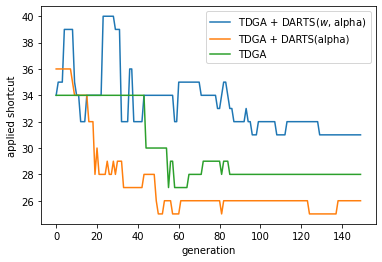 TDGA + DARTS(w, alpha)
TDGA + DARTS(alpha)
TDGA
applied shortcut
40
38
36
34
32
30
28
26
0 20 40 60 80 100 120 140
generation